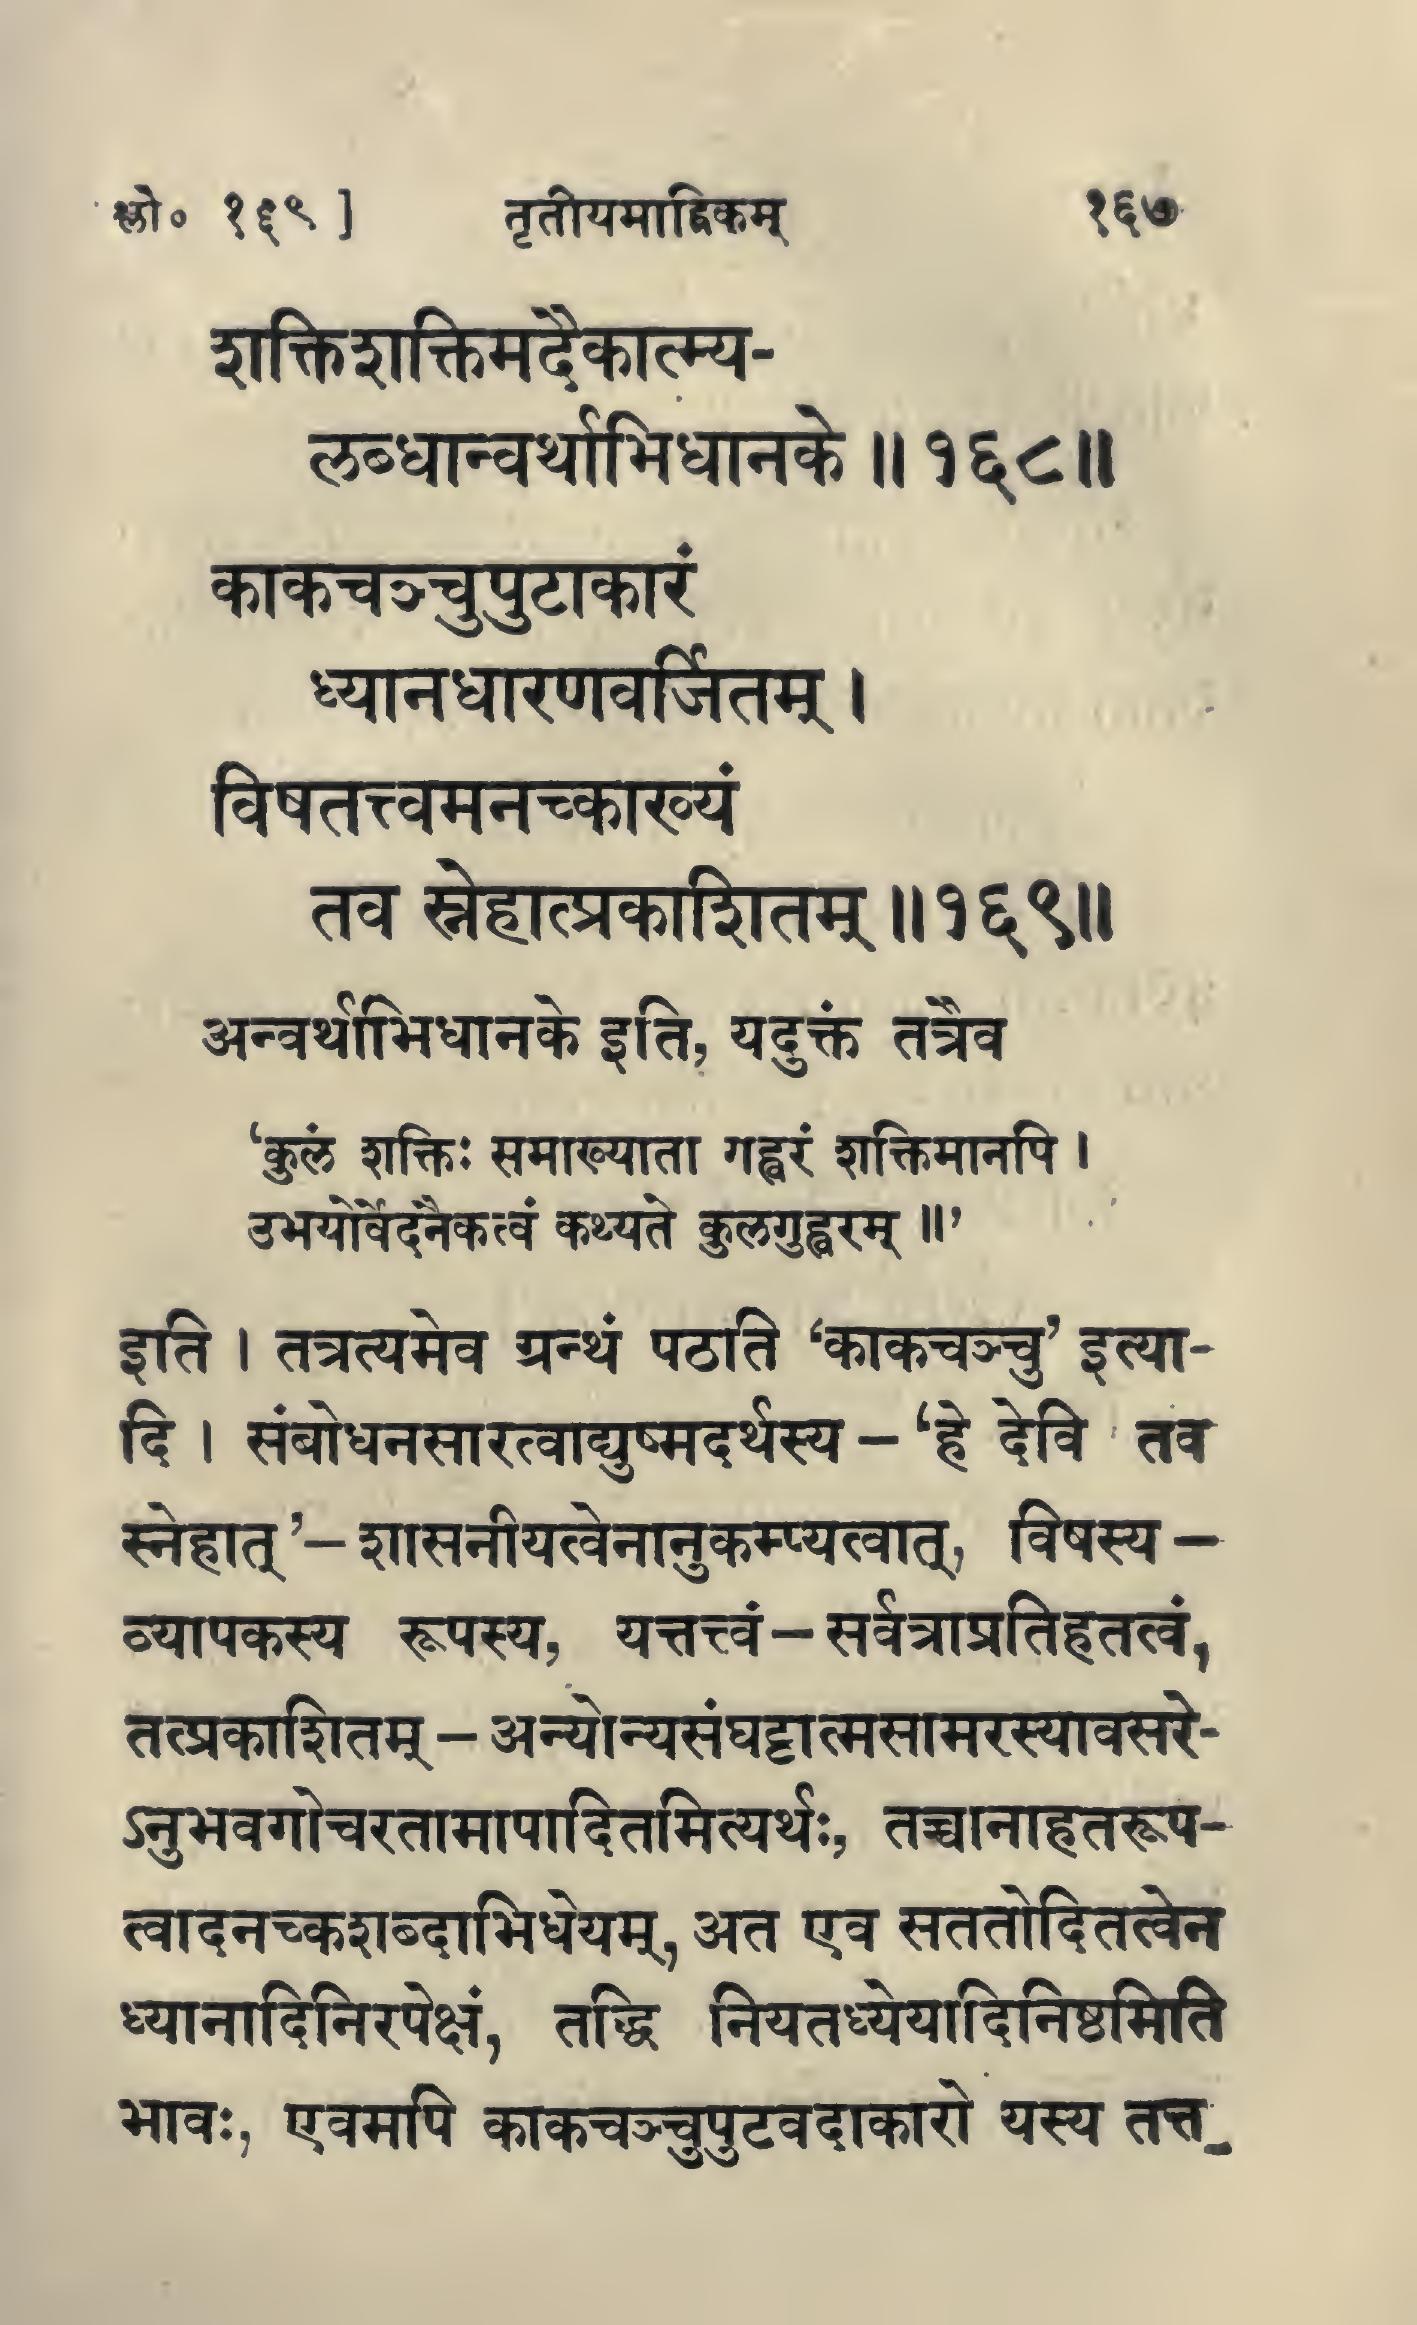 श्लो० १६९ ] तृतीयमाह्निकम् १६७
शक्तिशक्तिमदैकात्म्य-
लब्धान्वर्थाभिधानके ॥ १६८ ॥
काकचञ्चुपुटाकारं
ध्यानधारणवर्जितम् ।
विषतत्त्वमनच्काख्यं
तव स्नेहात्प्रकाशितम् ॥१६९॥
अन्वर्थाभिधानके इति, यदुक्तं तत्रैव
‘कुलं शक्तिः समाख्याता गह्वरं शक्तिमानपि ।
उभयोर्वेदनैकत्वं कथ्यते कुलगुह्वरम् ॥’
इति । तत्रत्यमेव ग्रन्थं पठति ‘काकचञ्चु’ इत्या-
दि । संबोधनसारत्वाद्युष्मदर्थस्य – ‘हे देवि तव
स्नेहात्’ – शासनीयत्वेनानुकम्प्यत्वात्, विषस्य –
व्यापकस्य रूपस्य, यत्तत्त्वं – सर्वत्राप्रतिहतत्वं,
तत्प्रकाशितम् – अन्योन्यसंघट्टात्मसामरस्यावसरे-
ऽनुभवगोचरतामापादितमित्यर्थः, तच्चानाहतरूप-
त्वादनच्कशब्दाभिधेयम्, अत एव सततोदितत्वेन
ध्यानादिनिरपेक्षं, तद्धि नियतध्येयादिनिष्ठमिति
भावः, एवमपि काकचञ्चुपुटवदाकारो यस्य तत्त-